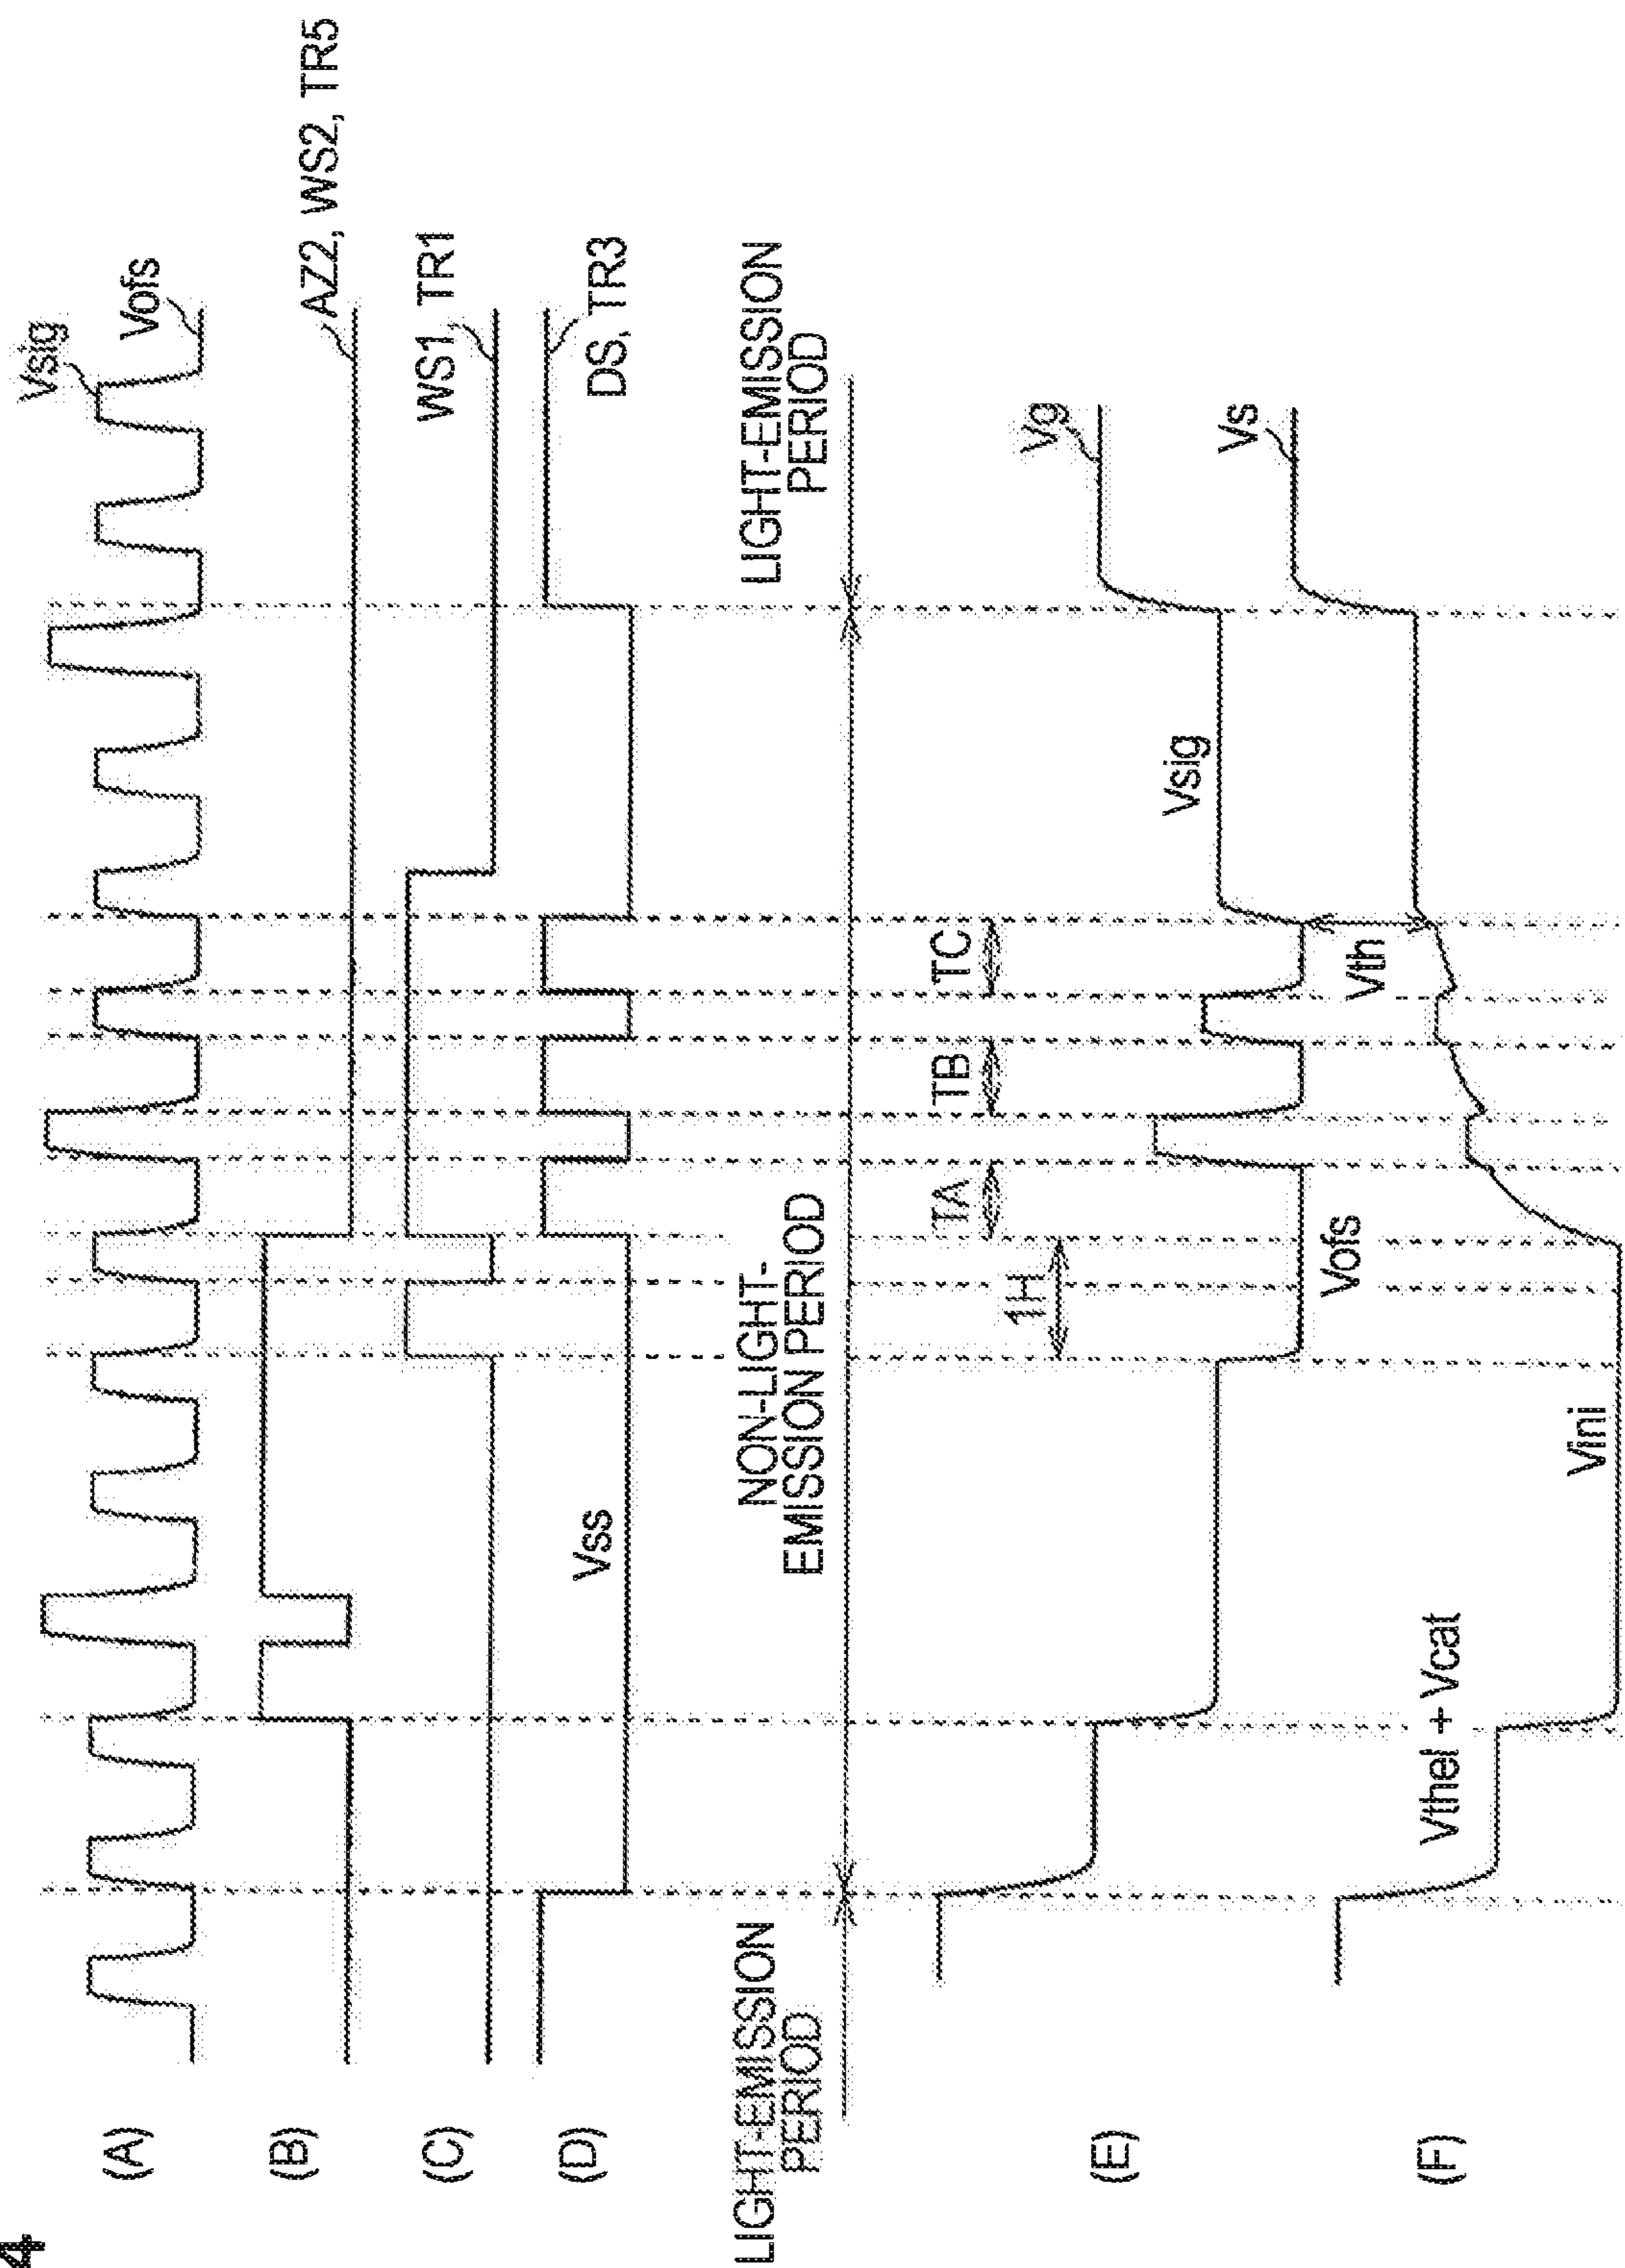 4
(A)
Vsig
Vofs
(B)
AZ2, WS2, TR5
(C)
WS1, TR1
(D)
Vss
DS, TR3
LIGHT-EMISSION
PERIOD
NON-LIGHT-
EMISSION PERIOD
LIGHT-EMISSION
PERIOD
1H
TA
TB
TC
(E)
Vofs
Vsig
Vg
(F)
Vthel + Vcat
Vini
Vth
Vs